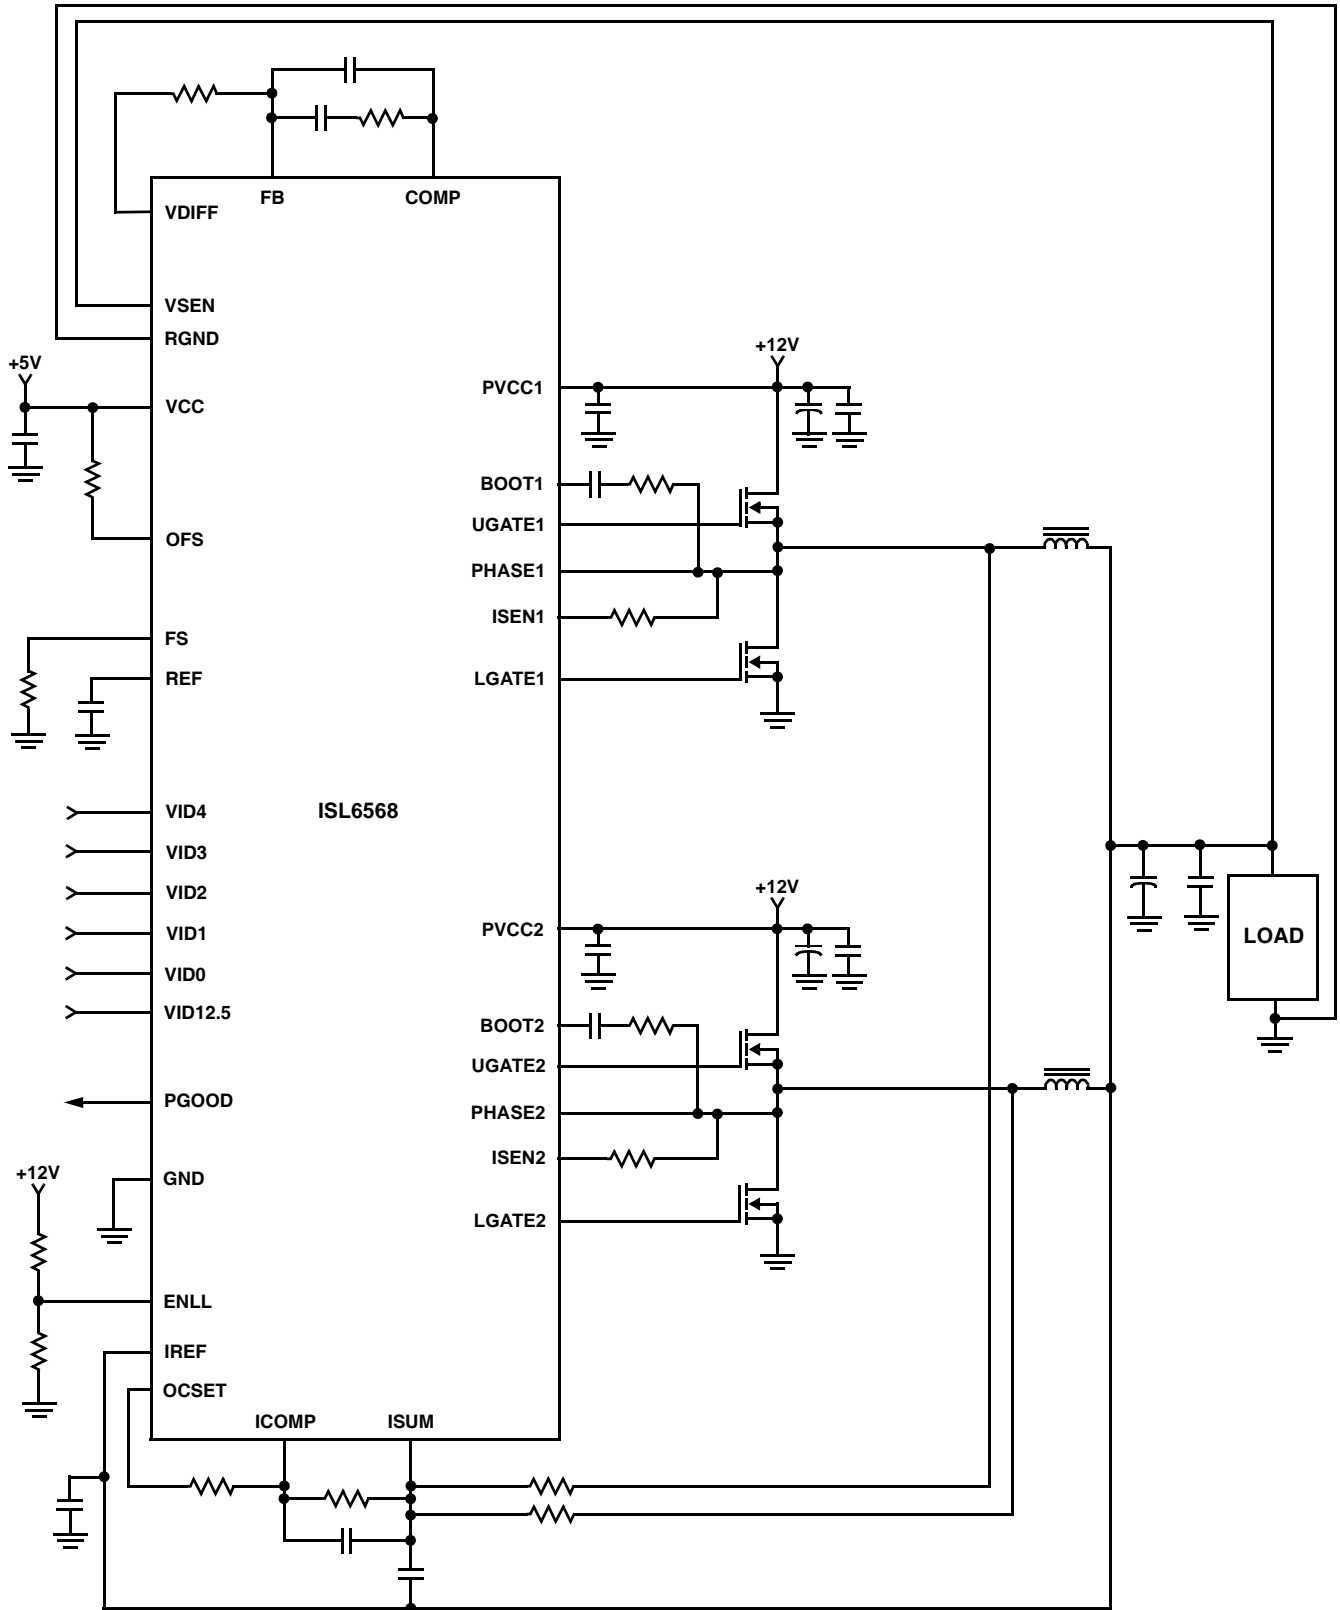 FB
COMP
VDIFF
VSEN
RGND
+5V
VCC
OFS
FS
REF
VID4
VID3
VID2
VID1
VID0
VID12.5
PGOOD
+12V
GND
ENLL
IREF
OCSET
ICOMP
ISUM
ISL6568
+12V
PVCC1
BOOT1
UGATE1
PHASE1
ISEN1
LGATE1
+12V
PVCC2
BOOT2
UGATE2
PHASE2
ISEN2
LGATE2
LOAD